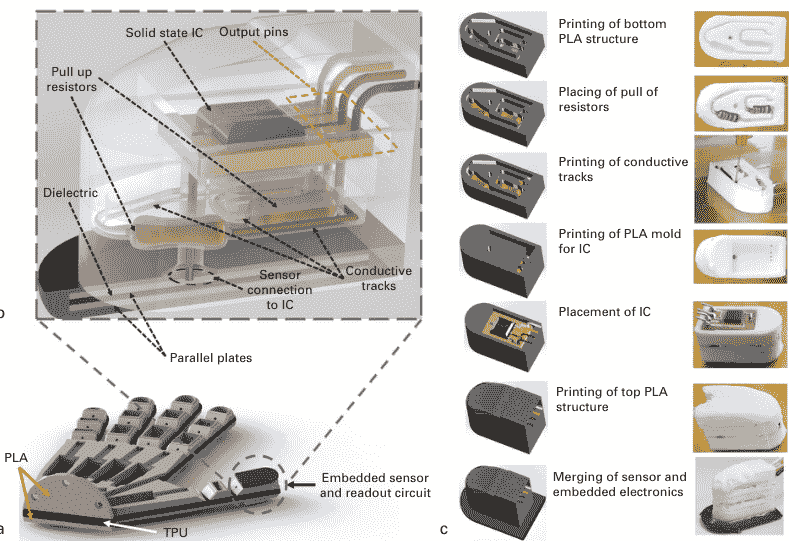 Solid state IC
Output pins
Pull up
resistors
Dielectric
Sensor
connection
to IC
Conductive
tracks
Parallel plates
b
PLA
TPU
Embedded sensor
and readout circuit
a
Printing of bottom
PLA structure
Placing of pull of
resistors
Printing of conductive
tracks
Printing of PLA mold
for IC
Placement of IC
Printing of top PLA
structure
Merging of sensor and
embedded electronics
c